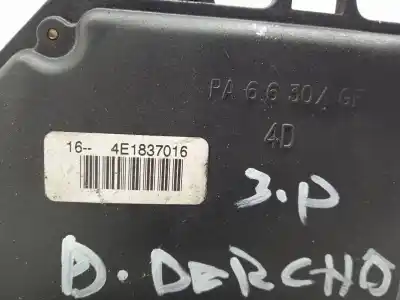 PA 6.6 30/ GF
4D
16-- 4E1837016
3.P
D. DERCHO